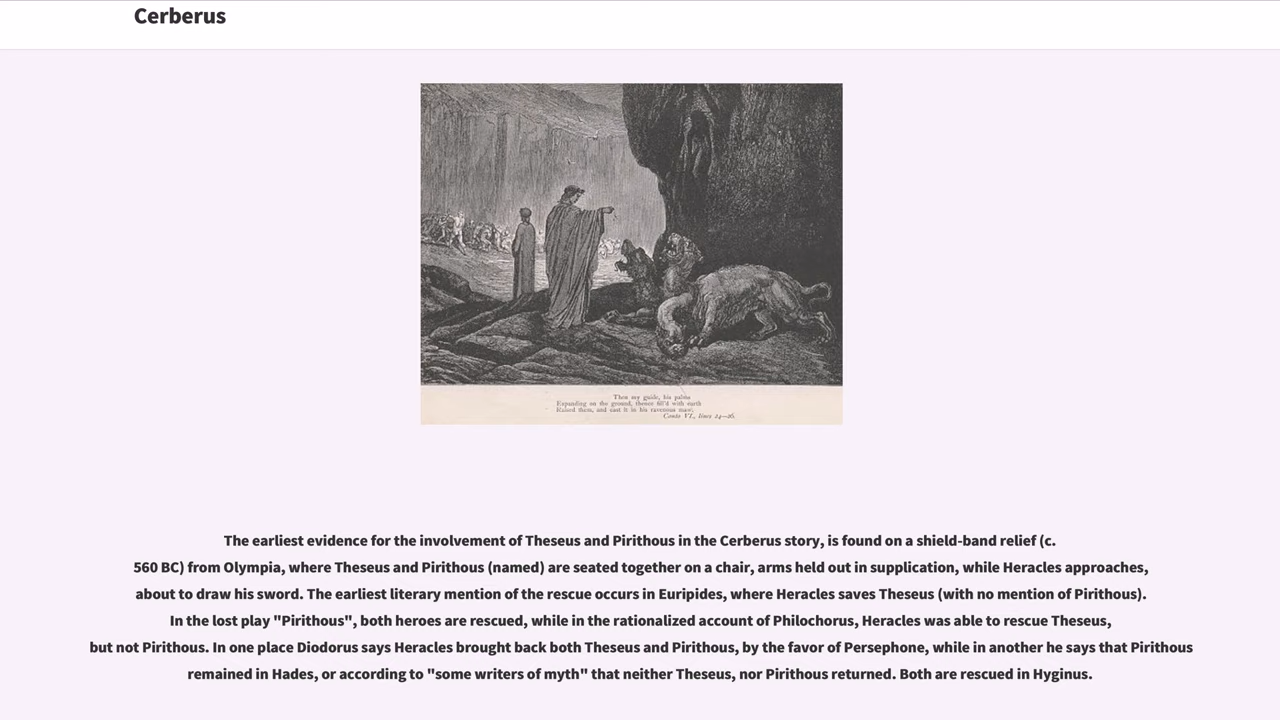 Cerberus
Then my guide, his palms
Expanding on the ground, thence fill'd with earth
Raised them, and cast it in his ravenous maw.
Canto VI., lines 24—26.
The earliest evidence for the involvement of Theseus and Pirithous in the Cerberus story, is found on a shield-band relief (c.
560 BC) from Olympia, where Theseus and Pirithous (named) are seated together on a chair, arms held out in supplication, while Heracles approaches,
about to draw his sword. The earliest literary mention of the rescue occurs in Euripides, where Heracles saves Theseus (with no mention of Pirithous).
In the lost play "Pirithous", both heroes are rescued, while in the rationalized account of Philochorus, Heracles was able to rescue Theseus,
but not Pirithous. In one place Diodorus says Heracles brought back both Theseus and Pirithous, by the favor of Persephone, while in another he says that Pirithous
remained in Hades, or according to "some writers of myth" that neither Theseus, nor Pirithous returned. Both are rescued in Hyginus.